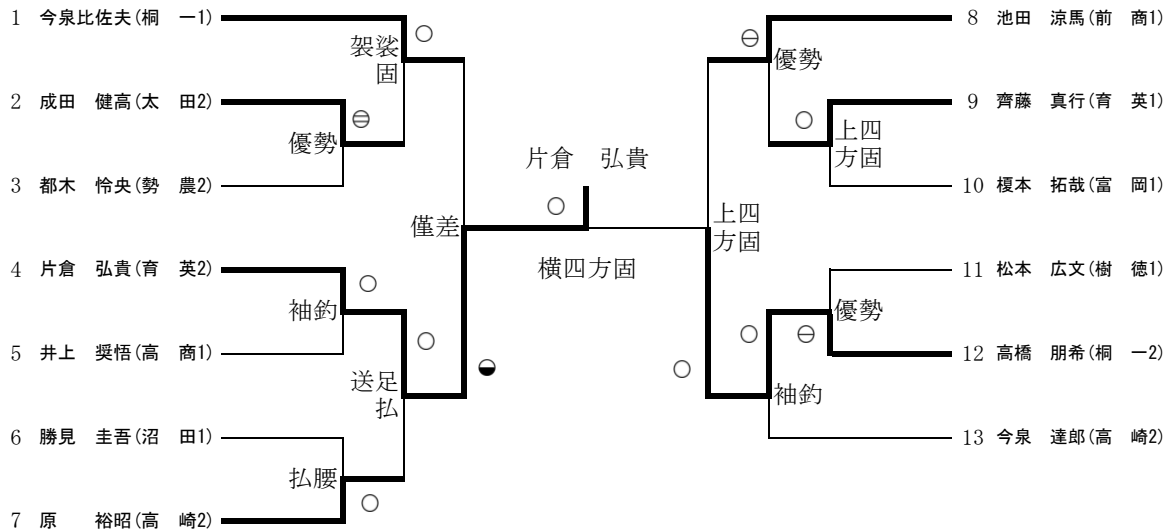 1 今泉比佐夫(桐　一1)
2 成田　健高(太　田2)
3 都木　怜央(勢　農2)
4 片倉　弘貴(育　英2)
5 井上　奨悟(高　商1)
6 勝見　圭吾(沼　田1)
7 原　　裕昭(高　崎2)
袈裟
固
優勢
袖釣
送足
払
払腰
僅差
片倉　弘貴
横四方固
上四
方固
優勢
上四
方固
優勢
袖釣
8 池田　涼馬(前　商1)
9 齊藤　真行(育　英1)
10 榎本　拓哉(富　岡1)
11 松本　広文(樹　徳1)
12 高橋　朋希(桐　一2)
13 今泉　達郎(高　崎2)